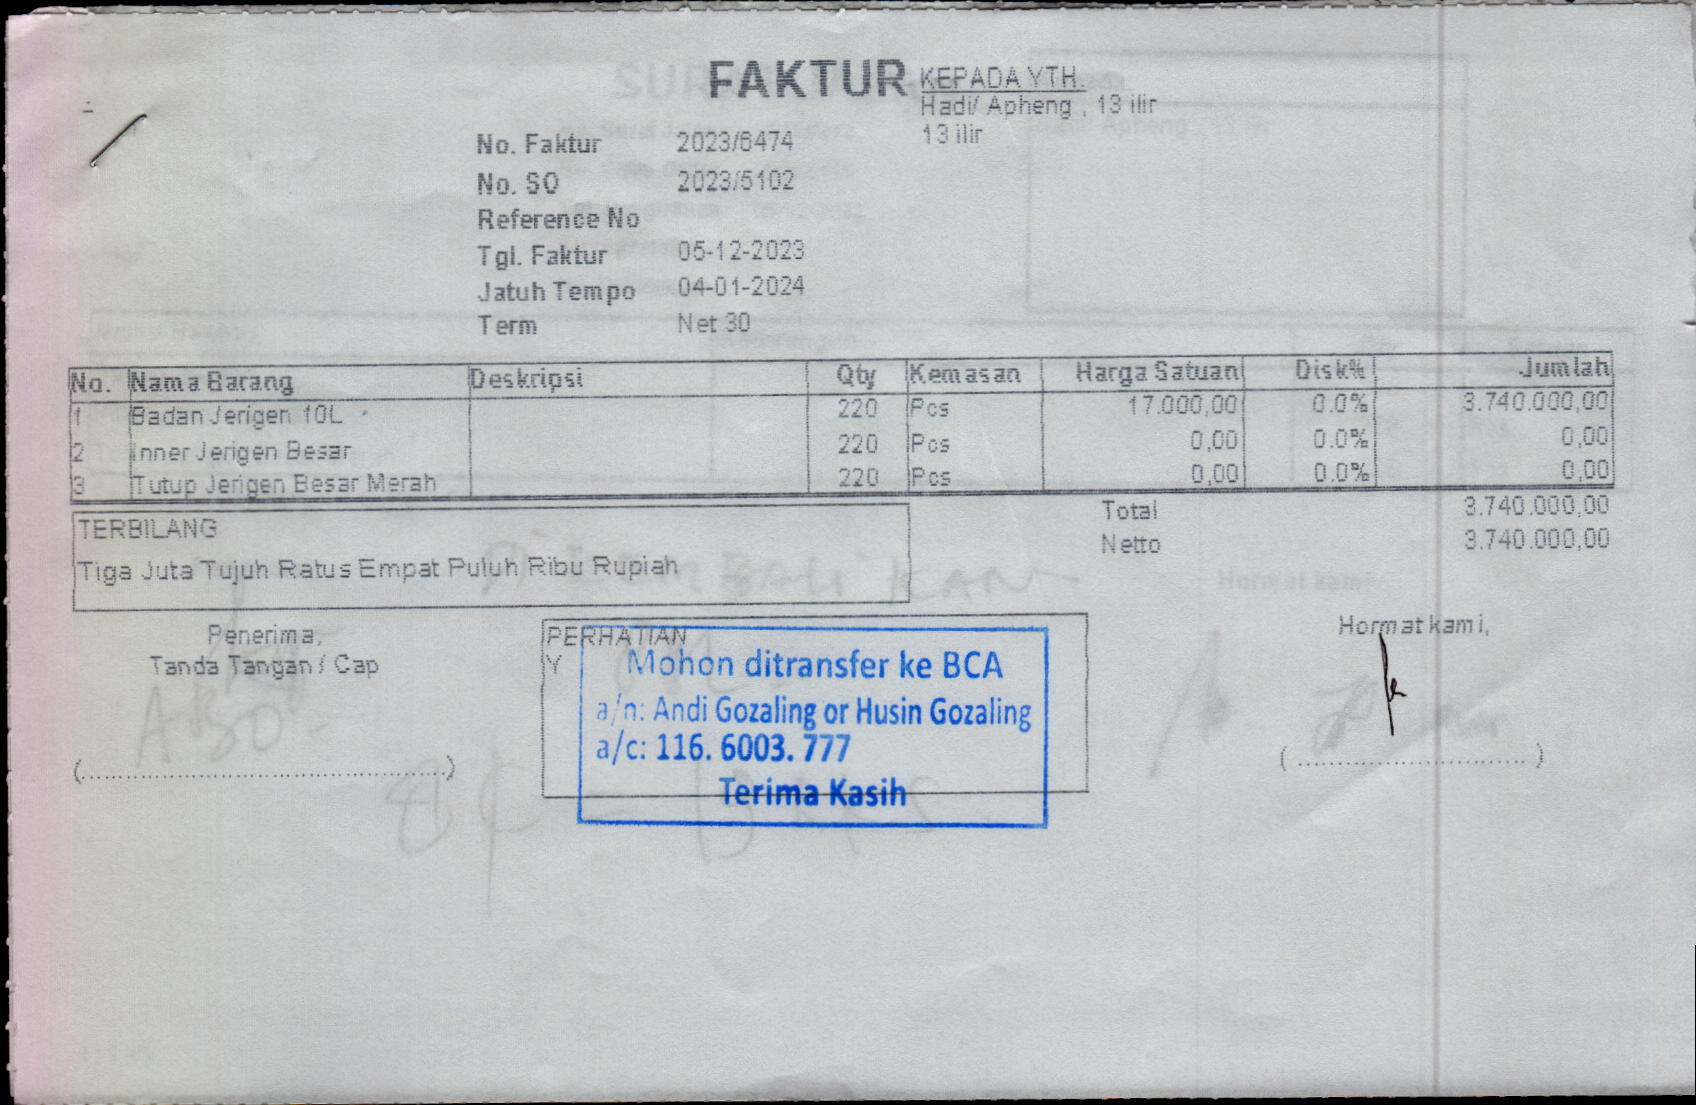 FAKTUR
KEPADA YTH.
Hadi/ Apheng , 13 ilir
13 ilir
No. Faktur 2023/6474
No. SO 2023/5102
Reference No
Tgl. Faktur 05-12-2023
Jatuh Tempo 04-01-2024
Term Net 30
No. Nama Barang Deskripsi Qty Kemasan Harga Satuan Disk% Jumlah
1 Badan Jerigen 10L 220 Pcs 17.000,00 0.0% 3.740.000,00
2 Inner Jerigen Besar 220 Pcs 0,00 0.0% 0,00
3 Tutup Jerigen Besar Merah 220 Pcs 0,00 0.0% 0,00
Total 3.740.000,00
Netto 3.740.000,00
TERBILANG
Tiga Juta Tujuh Ratus Empat Puluh Ribu Rupiah
Penerima,
Tanda Tangan / Cap
(..........................................................)
PERHATIAN
Y
Mohon ditransfer ke BCA
a/n: Andi Gozaling or Husin Gozaling
a/c: 116. 6003. 777
Terima Kasih
Hormat kami,
( .................................... )